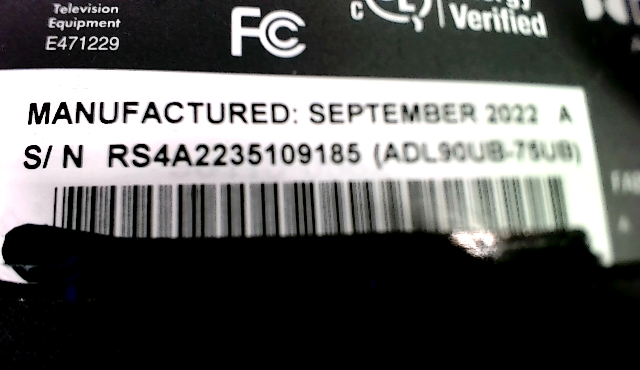 Television
Equipment
E471229
FC
Verified
MANUFACTURED: SEPTEMBER 2022 A
S/ N RS4A2235109185 (ADL90UB-75UB)